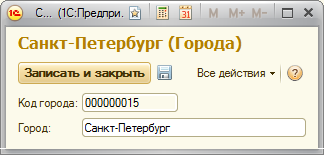 С... (1С:Предпри. М М+ М-
Санкт-Петербург (Города)
Записать и закрыть Все действия
Код города: 000000015
Город: Санкт-Петербург